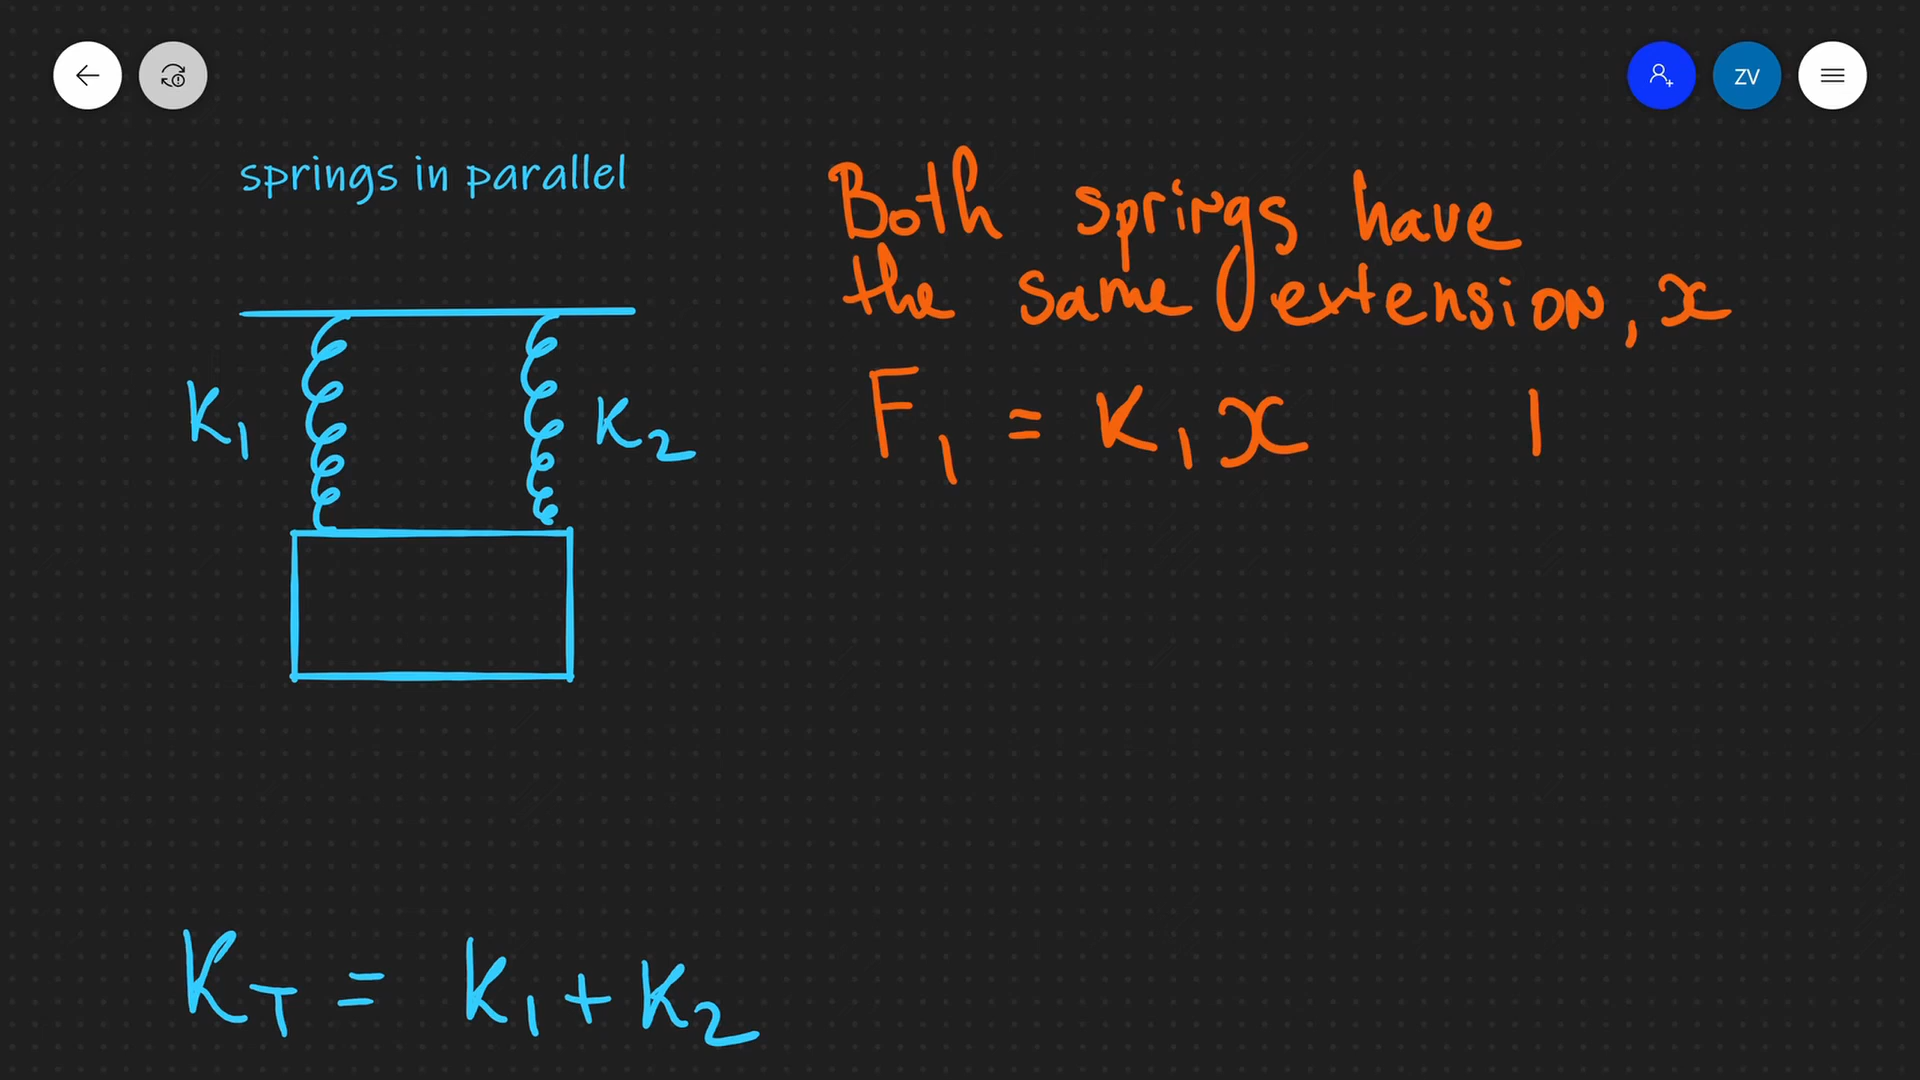 ZV
springs in parallel
Both springs have
the same extension, x
K₁
K₂
F₁ = K₁x
1
K_T = K₁ + K₂